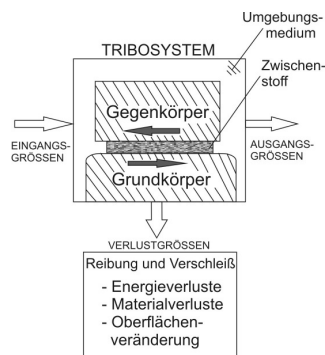 Umgebungs-
medium
TRIBOSYSTEM
Zwischen-
stoff
Gegenkörper
EINGANGS-
GRÖSSEN
AUSGANGS-
GRÖSSEN
Grundkörper
VERLUSTGRÖSSEN
Reibung und Verschleiß
- Energieverluste
- Materialverluste
- Oberflächen-
veränderung